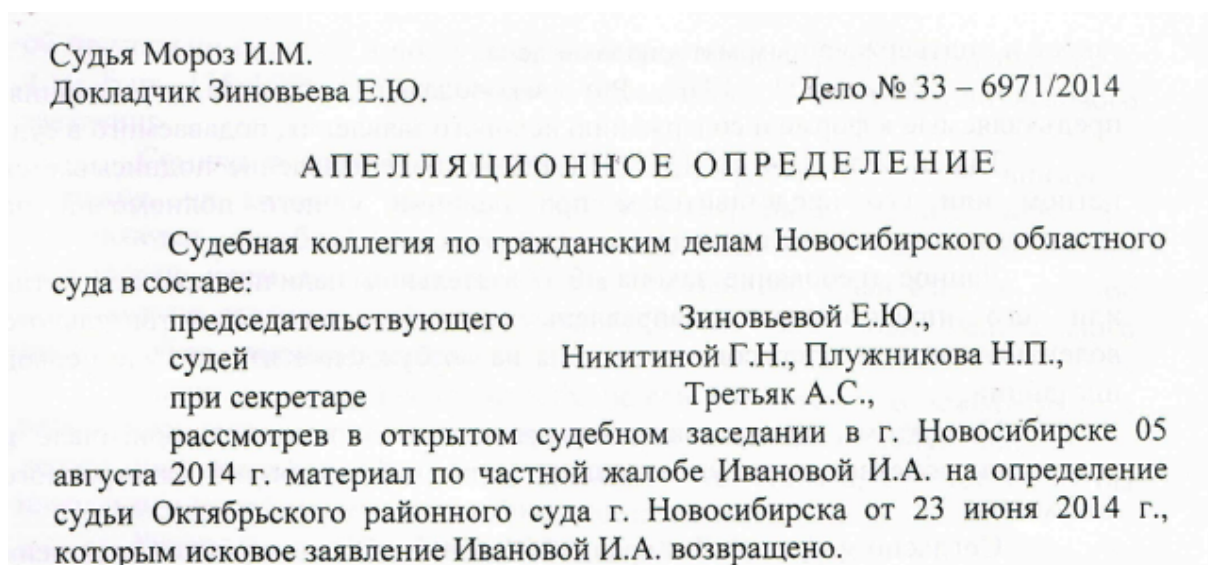 Судья Мороз И.М.
Докладчик Зиновьева Е.Ю. Дело № 33 – 6971/2014
АПЕЛЛЯЦИОННОЕ ОПРЕДЕЛЕНИЕ
Судебная коллегия по гражданским делам Новосибирского областного
суда в составе:
председательствующего Зиновьевой Е.Ю.,
судей Никитиной Г.Н., Плужникова Н.П.,
при секретаре Третьяк А.С.,
рассмотрев в открытом судебном заседании в г. Новосибирске 05
августа 2014 г. материал по частной жалобе Ивановой И.А. на определение
судьи Октябрьского районного суда г. Новосибирска от 23 июня 2014 г.,
которым исковое заявление Ивановой И.А. возвращено.